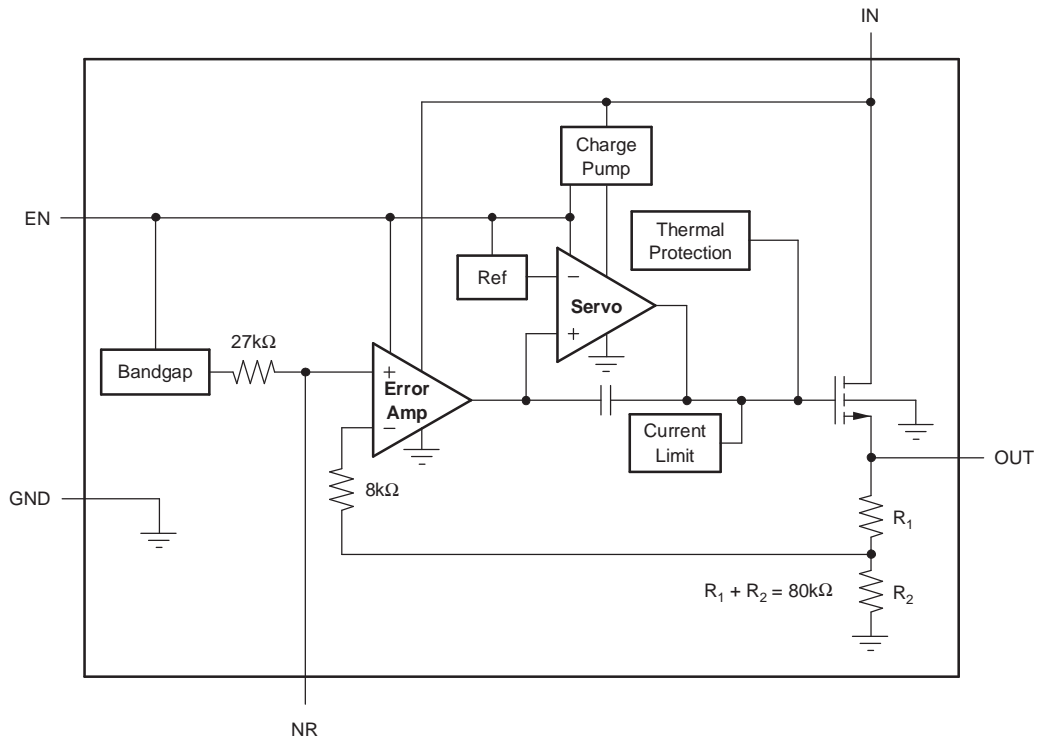 IN
Charge
Pump
EN
Thermal
Protection
Ref
−
Servo
+
27kΩ
Bandgap
+
Error
Amp
−
Current
Limit
OUT
8kΩ
GND
R1
R1 + R2 = 80kΩ
R2
NR